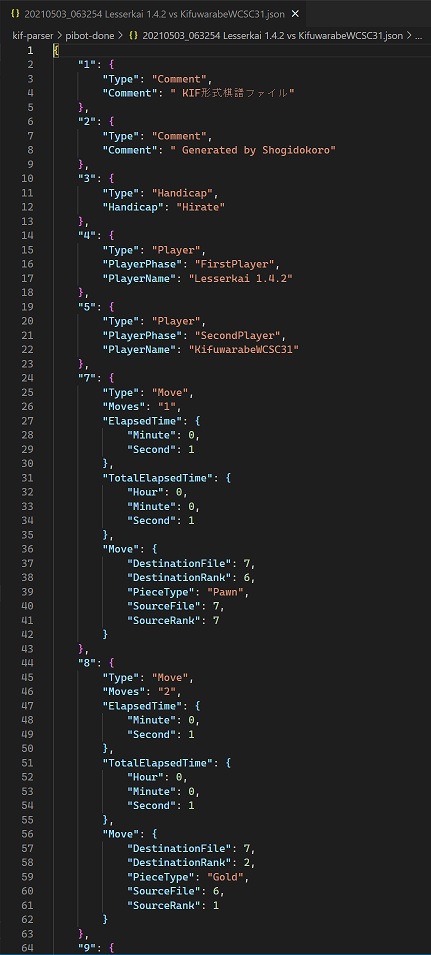 {} 20210503_063254 Lesserkai 1.4.2 vs KifuwarabeWCSC31.json ×
kif-parser > pibot-done > {} 20210503_063254 Lesserkai 1.4.2 vs KifuwarabeWCSC31.json > ...
1 {
2 "1": {
3 "Type": "Comment",
4 "Comment": " KIF形式棋譜ファイル"
5 },
6 "2": {
7 "Type": "Comment",
8 "Comment": " Generated by Shogidokoro"
9 },
10 "3": {
11 "Type": "Handicap",
12 "Handicap": "Hirate"
13 },
14 "4": {
15 "Type": "Player",
16 "PlayerPhase": "FirstPlayer",
17 "PlayerName": "Lesserkai 1.4.2"
18 },
19 "5": {
20 "Type": "Player",
21 "PlayerPhase": "SecondPlayer",
22 "PlayerName": "KifuwarabeWCSC31"
23 },
24 "7": {
25 "Type": "Move",
26 "Moves": "1",
27 "ElapsedTime": {
28 "Minute": 0,
29 "Second": 1
30 },
31 "TotalElapsedTime": {
32 "Hour": 0,
33 "Minute": 0,
34 "Second": 1
35 },
36 "Move": {
37 "DestinationFile": 7,
38 "DestinationRank": 6,
39 "PieceType": "Pawn",
40 "SourceFile": 7,
41 "SourceRank": 7
42 }
43 },
44 "8": {
45 "Type": "Move",
46 "Moves": "2",
47 "ElapsedTime": {
48 "Minute": 0,
49 "Second": 1
50 },
51 "TotalElapsedTime": {
52 "Hour": 0,
53 "Minute": 0,
54 "Second": 1
55 },
56 "Move": {
57 "DestinationFile": 7,
58 "DestinationRank": 2,
59 "PieceType": "Gold",
60 "SourceFile": 6,
61 "SourceRank": 1
62 }
63 },
64 "9": {